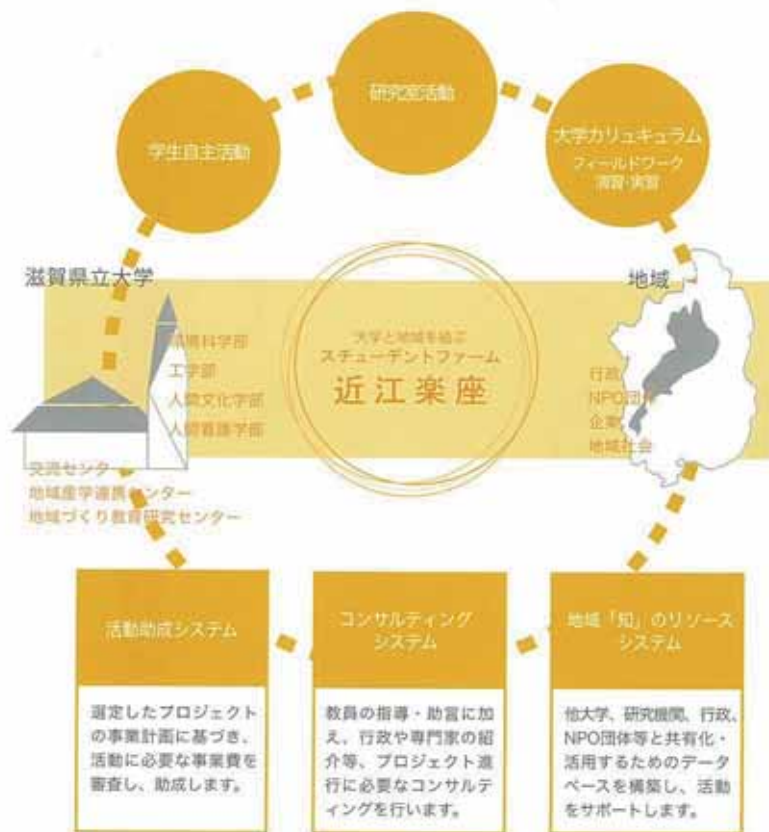 研究室活動
学生自主活動
大学カリュキュラム
フィールドワーク
演習・実習
滋賀県立大学
地域
環境科学部
工学部
人間文化学部
人間看護学部
大学と地域を結ぶ
スチューデントファーム
近江楽座
行政
NPO団体
企業
地域社会
交流センター
地域産学連携センター
地域づくり教育研究センター
活動助成システム
コンサルティング
システム
地域「知」のリソース
システム
選定したプロジェクト
の事業計画に基づき、
活動に必要な事業費を
審査し、助成します。
教員の指導・助言に加
え、行政や専門家の紹
介等、プロジェクト進
行に必要なコンサルテ
ィングを行います。
他大学、研究機関、行政、
NPO団体等と共有化・
活用するためのデータ
ベースを構築し、活動
をサポートします。